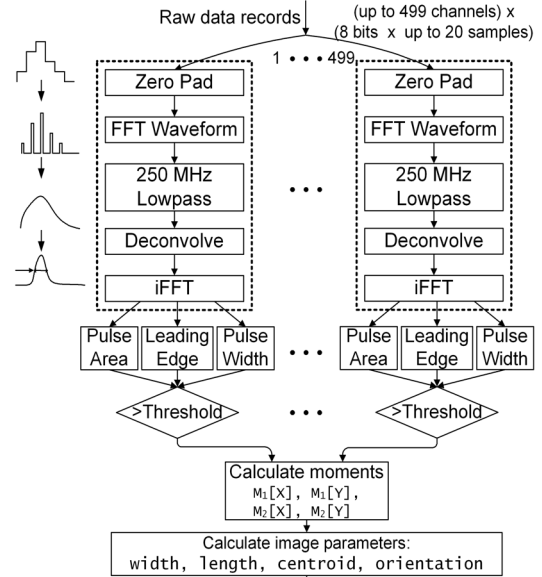 Raw data records
(up to 499 channels) x
(8 bits x up to 20 samples)
1 • • • 499
Zero Pad
FFT Waveform
250 MHz
Lowpass
Deconvolve
iFFT
• • •
Zero Pad
FFT Waveform
250 MHz
Lowpass
Deconvolve
iFFT
Pulse
Area
Leading
Edge
Pulse
Width
• • •
Pulse
Area
Leading
Edge
Pulse
Width
>Threshold
• • •
>Threshold
Calculate moments
M₁[X], M₁[Y],
M₂[X], M₂[Y]
Calculate image parameters:
width, length, centroid, orientation